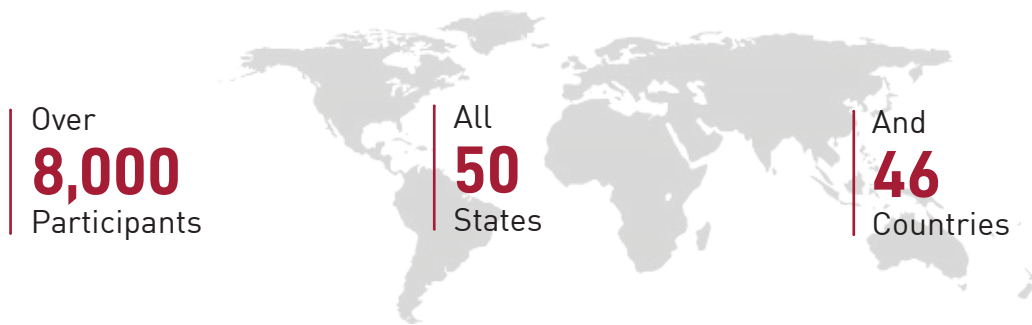 Over
8,000
Participants
All
50
States
And
46
Countries